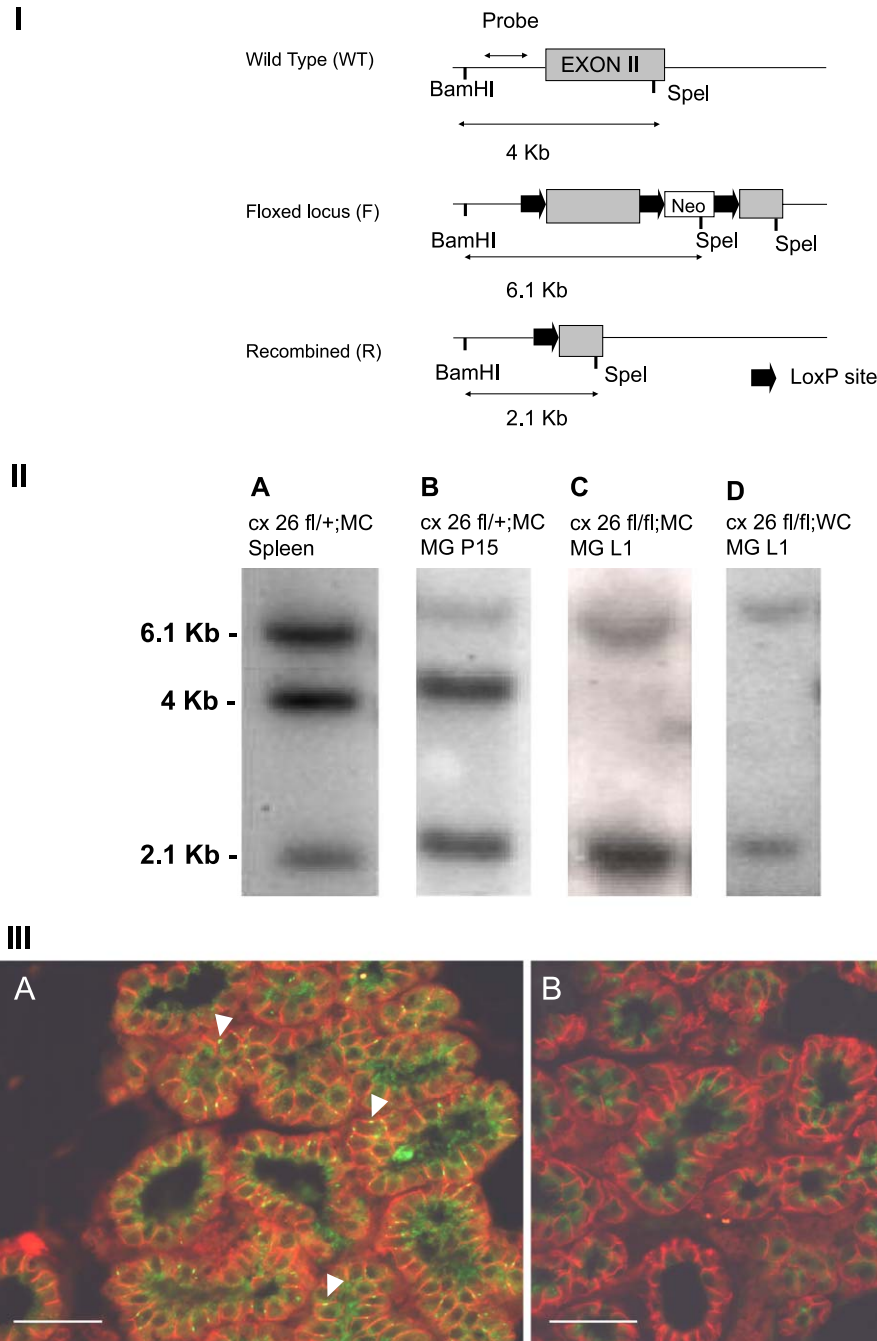 I
Probe
Wild Type (WT)
EXON II
BamHI
SpeI
4 Kb
Floxed locus (F)
Neo
BamHI
SpeI
SpeI
6.1 Kb
Recombined (R)
BamHI
SpeI
LoxP site
2.1 Kb
II
A
B
C
D
cx 26 fl/+;MC
Spleen
cx 26 fl/+;MC
MG P15
cx 26 fl/fl;MC
MG L1
cx 26 fl/fl;WC
MG L1
6.1 Kb -
4 Kb -
2.1 Kb -
III
A
B